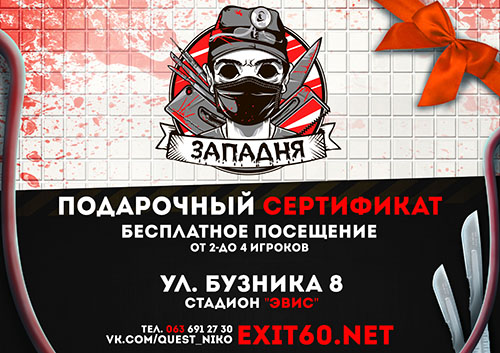 ЗАПАДНЯ
ПОДАРОЧНЫЙ СЕРТИФИКАТ
БЕСПЛАТНОЕ ПОСЕЩЕНИЕ
ОТ 2-ДО 4 ИГРОКОВ
УЛ. БУЗНИКА 8
СТАДИОН "ЭВИС"
ТЕЛ. 063 691 27 30
VK.COM/QUEST_NIKO
EXIT60.NET